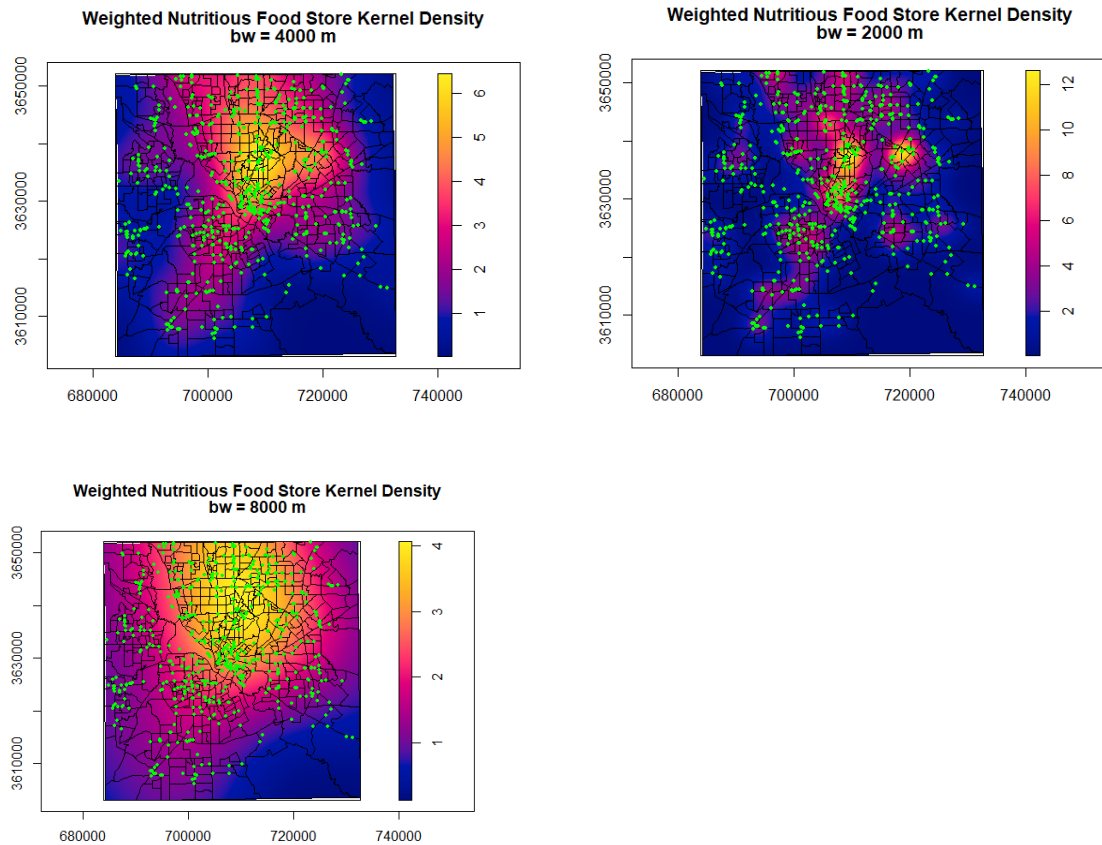 Weighted Nutritious Food Store Kernel Density
bw = 4000 m
3650000
3630000
3610000
680000 700000 720000 740000
6
5
4
3
2
1
Weighted Nutritious Food Store Kernel Density
bw = 2000 m
3650000
3630000
3610000
680000 700000 720000 740000
12
10
8
6
4
2
Weighted Nutritious Food Store Kernel Density
bw = 8000 m
3650000
3630000
3610000
680000 700000 720000 740000
4
3
2
1